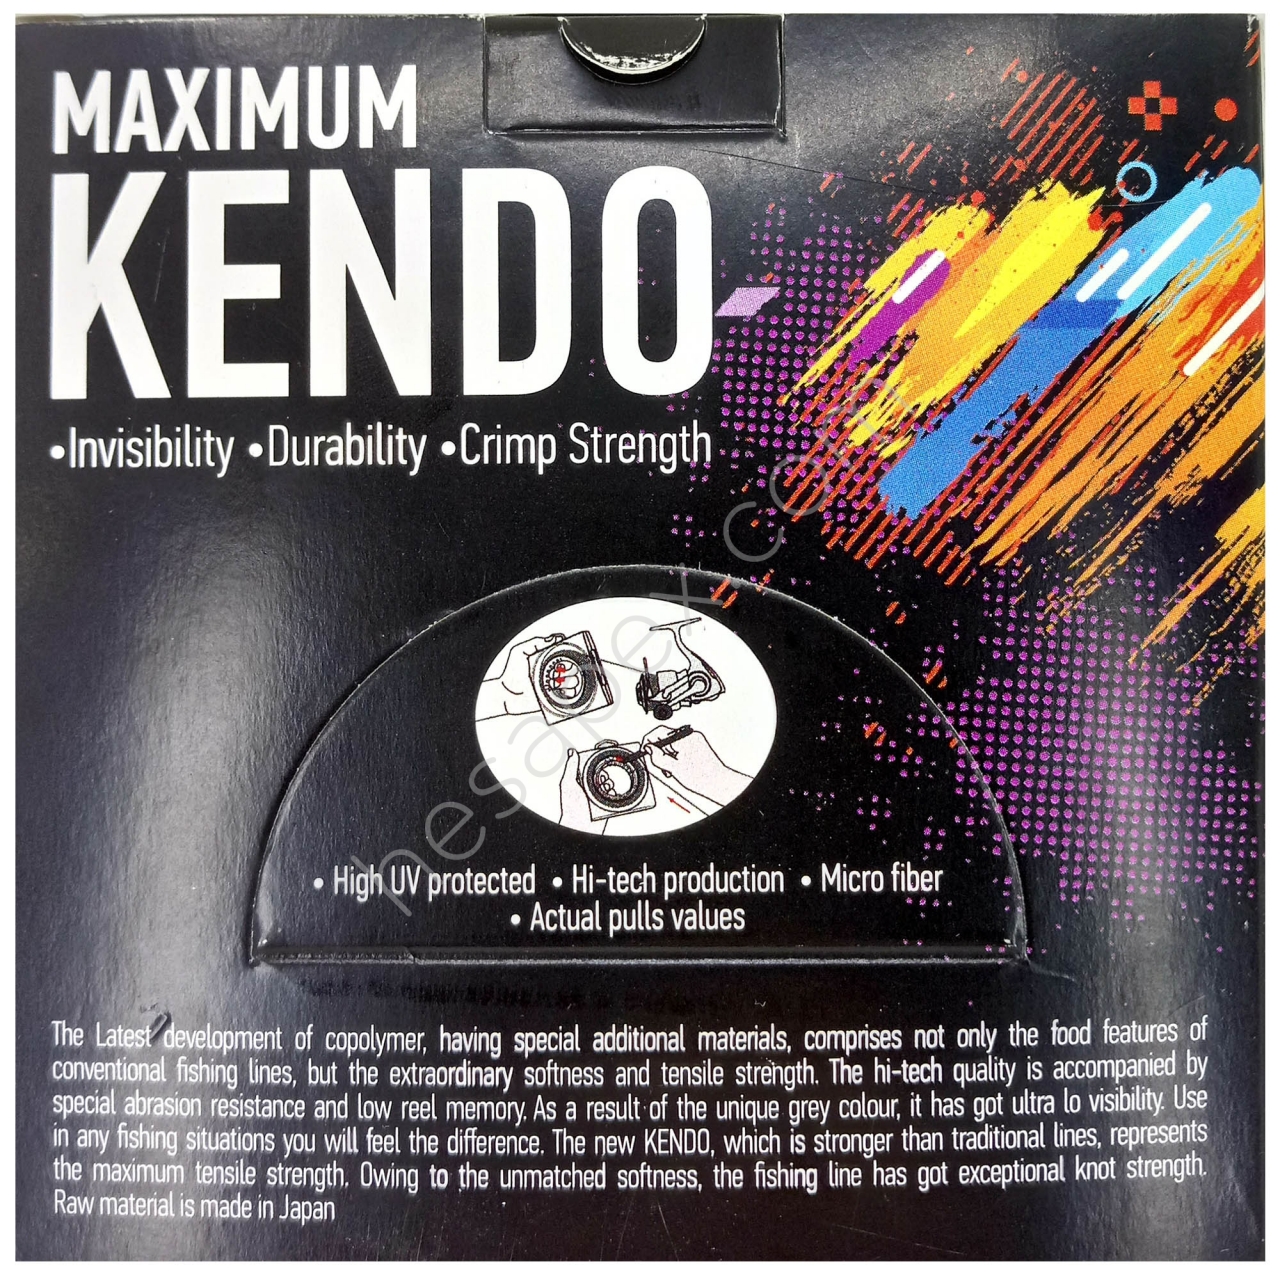 MAXIMUM
KENDO
•Invisibility •Durability •Crimp Strength
• High UV protected • Hi-tech production • Micro fiber
• Actual pulls values
The Latest development of copolymer, having special additional materials, comprises not only the food features of
conventional fishing lines, but the extraordinary softness and tensile strength. The hi-tech quality is accompanied by
special abrasion resistance and low reel memory. As a result of the unique grey colour, it has got ultra lo visibility. Use
in any fishing situations you will feel the difference. The new KENDO, which is stronger than traditional lines, represents
the maximum tensile strength. Owing to the unmatched softness, the fishing line has got exceptional knot strength.
Raw material is made in Japan
hesapex.com